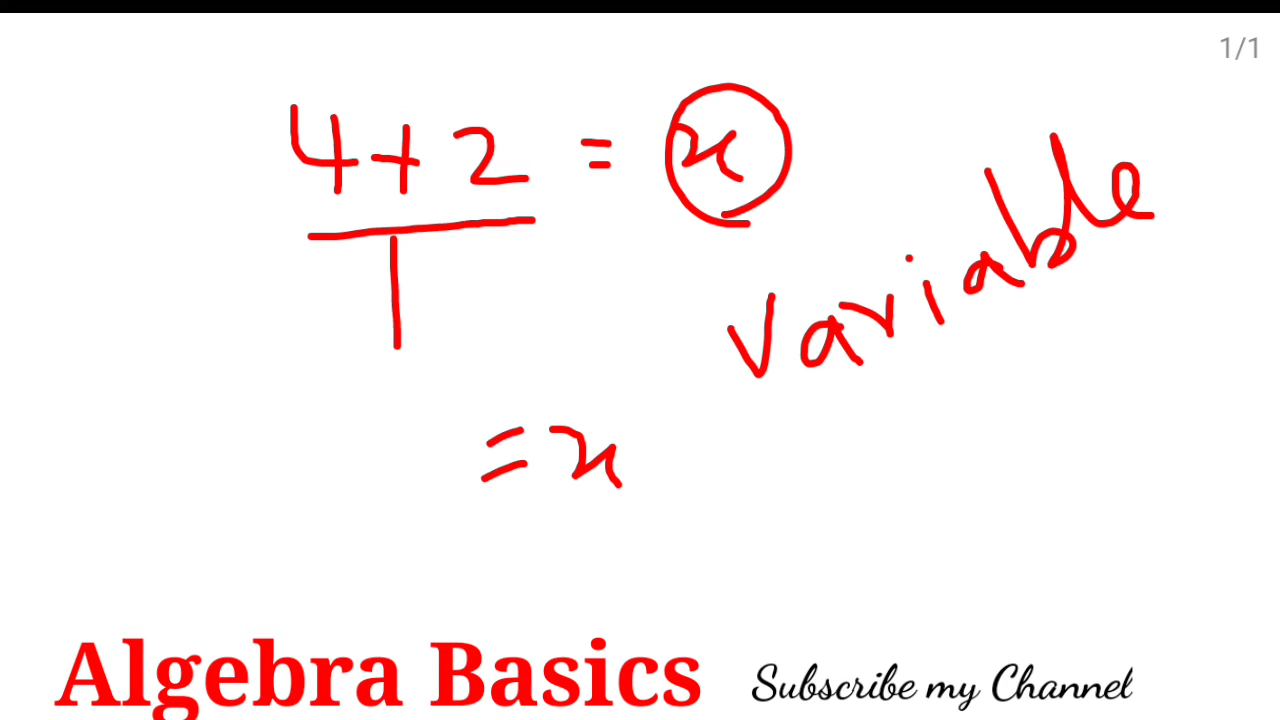 1/1
4+2 = x
variable
= x
Algebra Basics
Subscribe my Channel